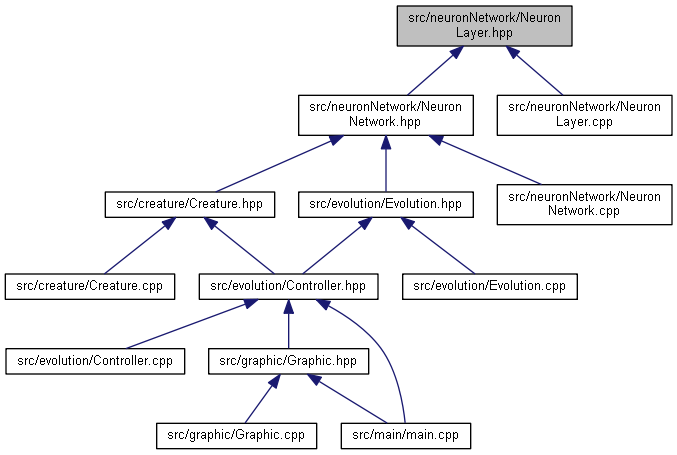 src/neuronNetwork/Neuron
Layer.hpp
src/neuronNetwork/Neuron
Network.hpp
src/neuronNetwork/Neuron
Layer.cpp
src/creature/Creature.hpp
src/evolution/Evolution.hpp
src/neuronNetwork/Neuron
Network.cpp
src/creature/Creature.cpp
src/evolution/Controller.hpp
src/evolution/Evolution.cpp
src/evolution/Controller.cpp
src/graphic/Graphic.hpp
src/graphic/Graphic.cpp
src/main/main.cpp